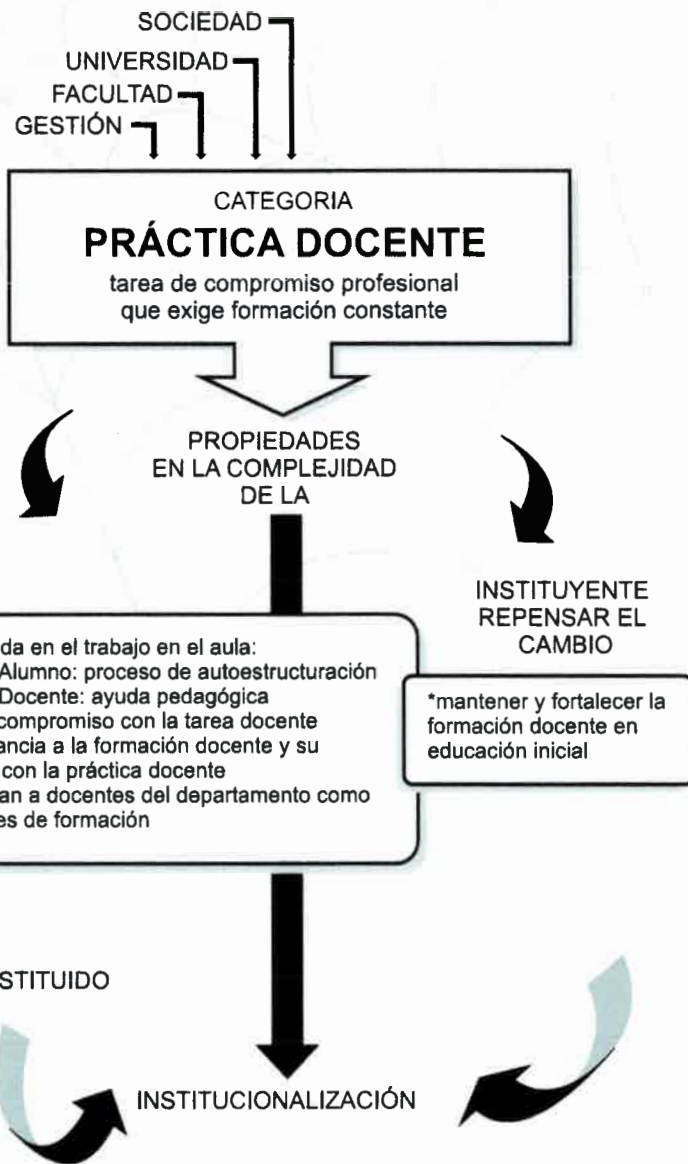 SOCIEDAD
UNIVERSIDAD
FACULTAD
GESTIÓN
CATEGORIA
PRÁCTICA DOCENTE
tarea de compromiso profesional
que exige formación constante
PROPIEDADES
EN LA COMPLEJIDAD
DE LA
INSTITUYENTE
REPENSAR EL
CAMBIO
da en el trabajo en el aula:
Alumno: proceso de autoestructuración
Docente: ayuda pedagógica
compromiso con la tarea docente
ancia a la formación docente y su
con la práctica docente
an a docentes del departamento como
es de formación
*mantener y fortalecer la
formación docente en
educación inicial
STITUIDO
INSTITUCIONALIZACIÓN